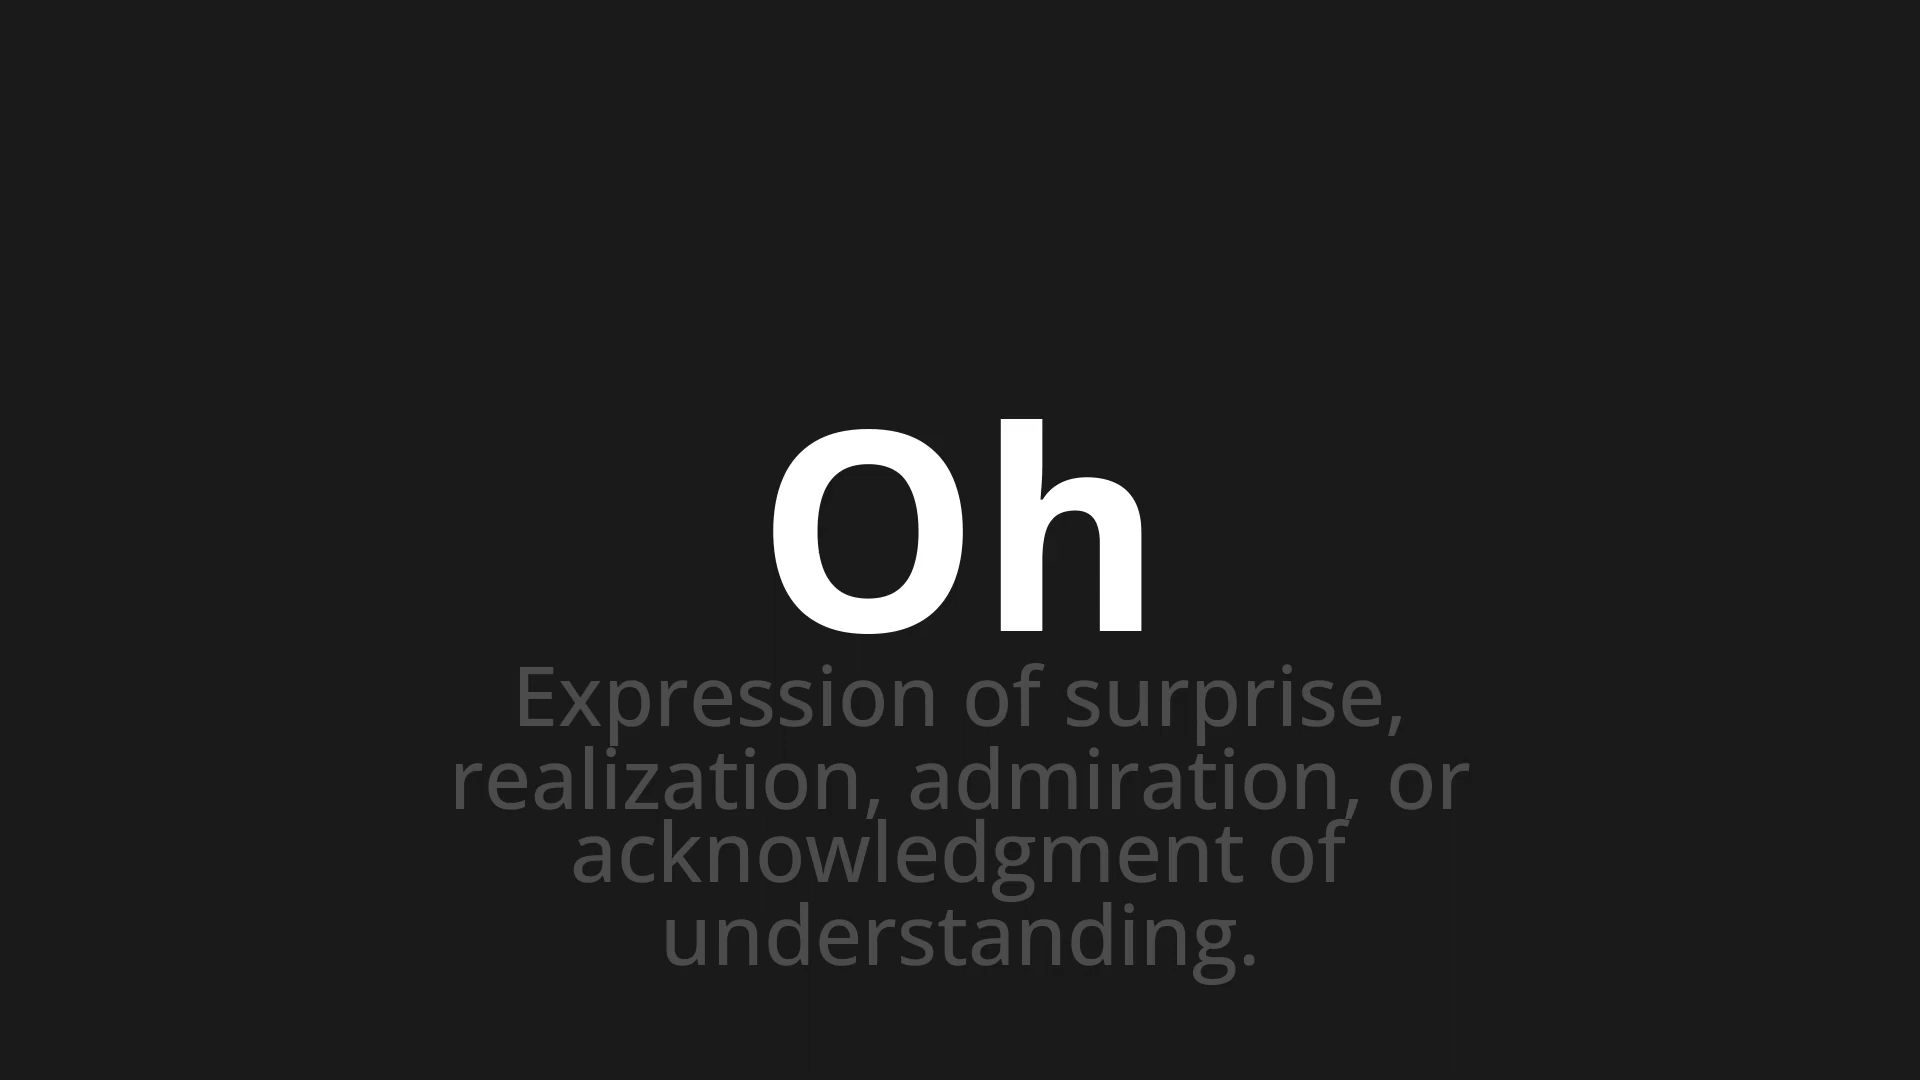 Oh
Expression of surprise,
realization, admiration, or
acknowledgment of
understanding.